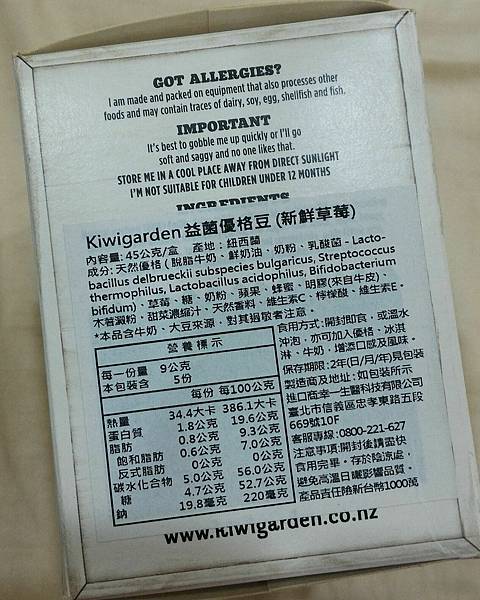 GOT ALLERGIES?
I am made and packed on equipment that also processes other
foods and may contain traces of dairy, soy, egg, shellfish and fish.
IMPORTANT
It's best to gobble me up quickly or I'll go
soft and saggy and no one likes that.
STORE ME IN A COOL PLACE AWAY FROM DIRECT SUNLIGHT
I'M NOT SUITABLE FOR CHILDREN UNDER 12 MONTHS
INGREDIENTS
Kiwigarden 益菌優格豆 (新鮮草莓)
內容量: 45公克/盒 產地: 紐西蘭
成分: 天然優格 ( 脫脂牛奶、鮮奶油、奶粉、乳酸菌 - Lacto-
bacillus delbrueckii subspecies bulgaricus, Streptococcus
thermophilus, Lactobacillus acidophilus, Bifidobacterium
bifidum)、草莓、糖、奶粉、蘋果、蜂蜜、明膠(來自牛皮)、
木薯澱粉、甜菜濃縮汁、天然香料、維生素C、檸檬酸、維生素E。
*本品含牛奶、大豆來源，對其過敏者注意。
營養標示
每一份量 9公克
本包裝含 5份
每份 每100公克
熱量 34.4大卡 386.1大卡
蛋白質 1.8公克 19.6公克
脂肪 0.8公克 9.3公克
飽和脂肪 0.6公克 7.0公克
反式脂肪 0公克 0公克
碳水化合物 5.0公克 56.0公克
糖 4.7公克 52.7公克
鈉 19.8毫克 220毫克
食用方式: 開封即食，或溫水
沖泡，亦可加入優格、冰淇
淋、牛奶，增添口感及風味。
保存期限: 2年(日/月/年)見包裝
製造商及地址: 如包裝所示
進口商:幸一生醫科技有限公司
臺北市信義區忠孝東路五段
669號10F
客服專線: 0800-221-627
注意事項:開封後請盡快
食用完畢。存於陰涼處，
避免高溫日曬影響品質。
產品責任險新台幣1000萬
www.kiwigarden.co.nz